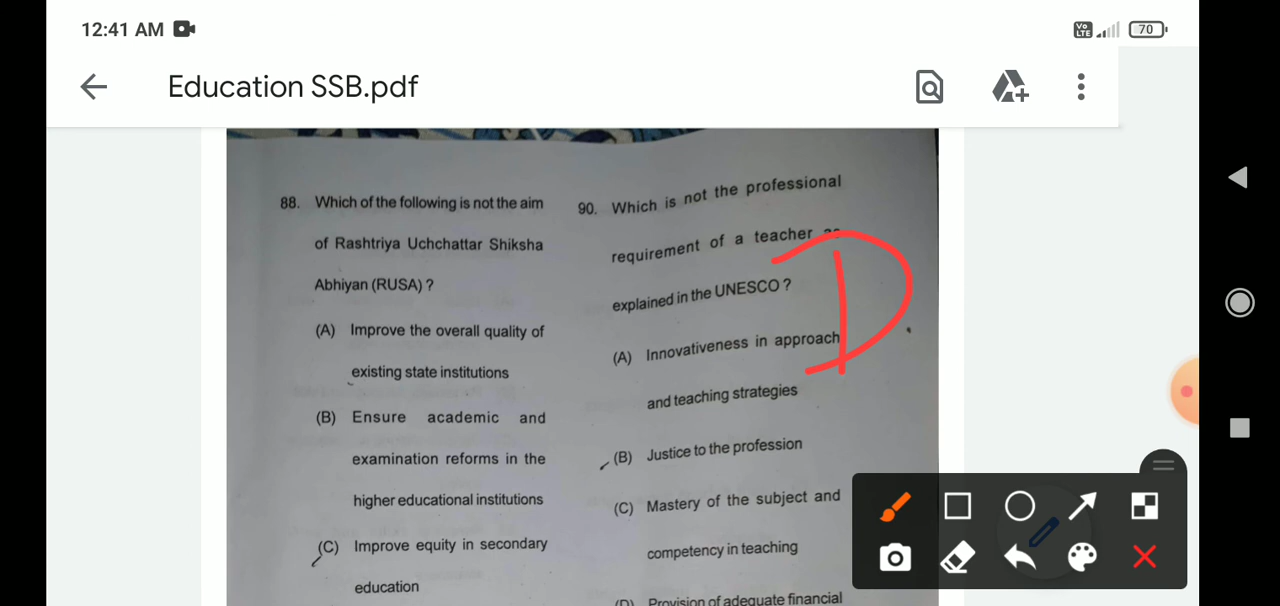 12:41 AM
Vo LTE
70
Education SSB.pdf
88. Which of the following is not the aim
of Rashtriya Uchchattar Shiksha
Abhiyan (RUSA) ?
(A) Improve the overall quality of
existing state institutions
(B) Ensure academic and
examination reforms in the
higher educational institutions
(C) Improve equity in secondary
education
90. Which is not the professional
requirement of a teacher as
explained in the UNESCO ?
(A) Innovativeness in approach
and teaching strategies
(B) Justice to the profession
(C) Mastery of the subject and
competency in teaching
(D) Provision of adequate financial
D